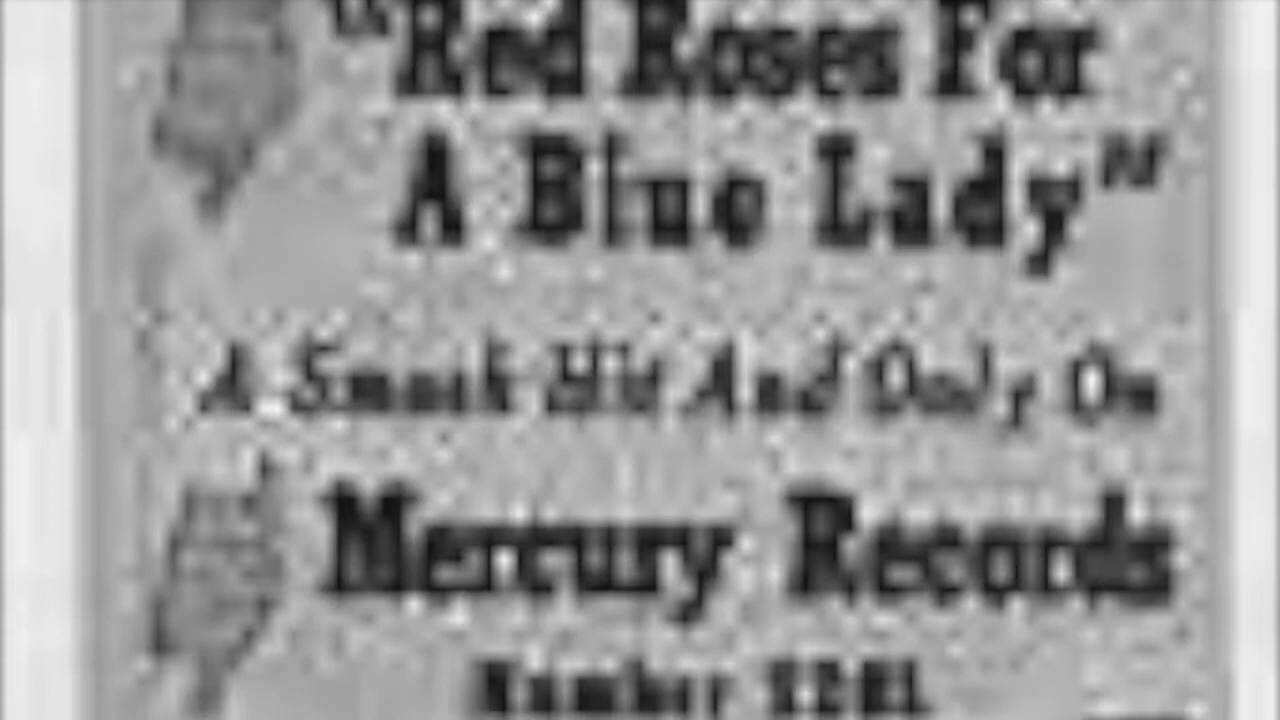 "Red Roses For
A Blue Lady"
A Smash Hit And Only On
Mercury Records
Number